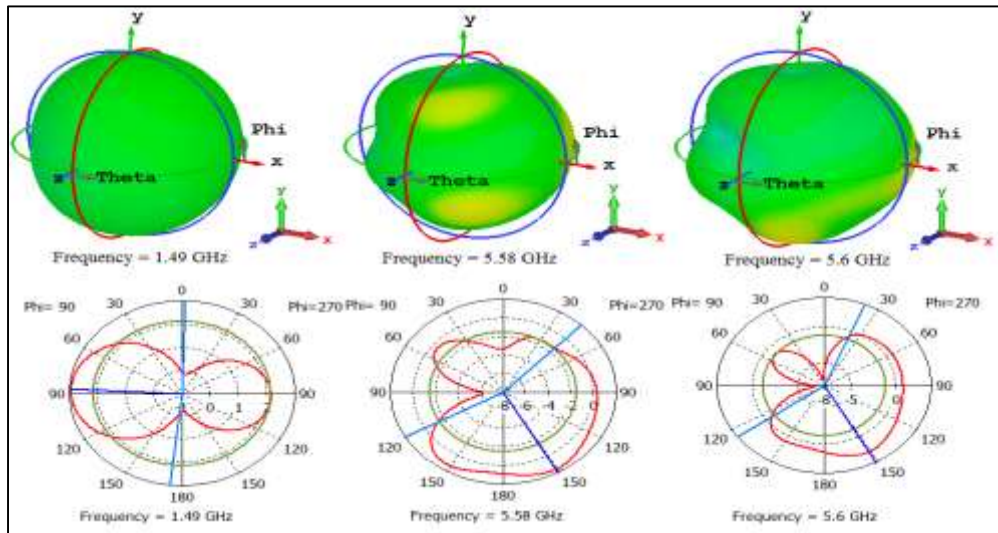 y
y
y
Phi
Phi
Phi
x
x
x
z
Theta
z
Theta
z
Theta
y
x
z
y
x
z
y
x
z
Frequency = 1.49 GHz
Frequency = 5.58 GHz
Frequency = 5.6 GHz
Phi= 90
30
0
30
Phi=270
60
60
90
0
1
90
120
120
150
180
150
Frequency = 1.49 GHz
Phi= 90
30
0
30
Phi=270
60
60
90
-8
-6
-4
-2
0
90
120
120
150
180
150
Frequency = 5.58 GHz
Phi= 90
30
0
30
Phi=270
60
60
90
-5
0
90
120
120
150
180
150
Frequency = 5.6 GHz